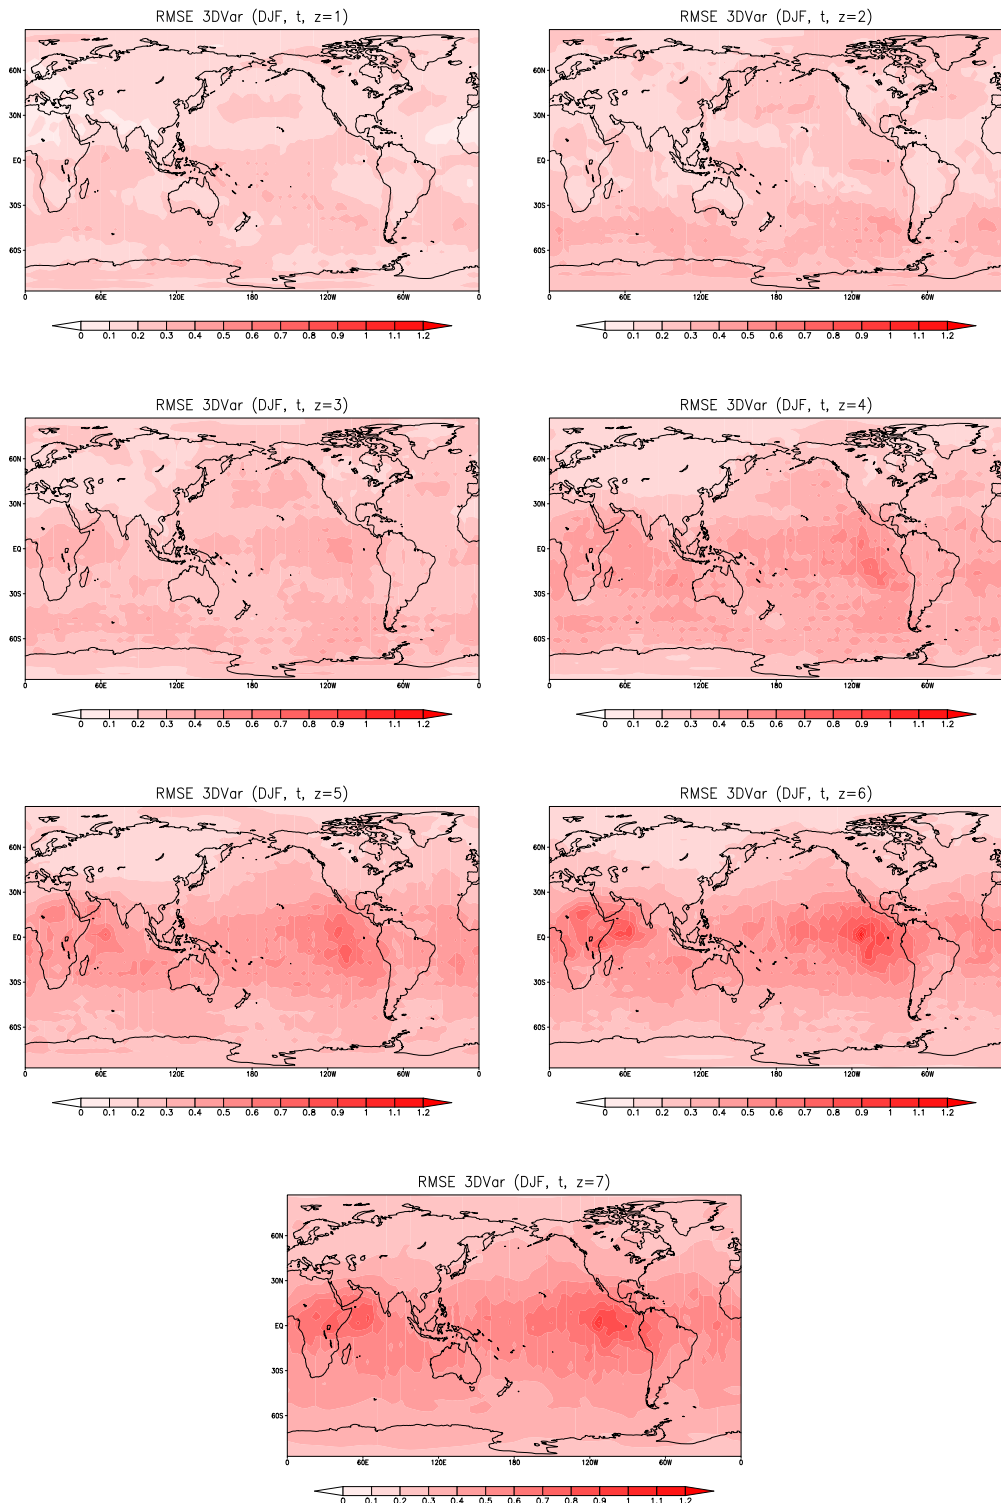 RMSE 3DVar (DJF, t, z=1)
60N
30N
EQ
30S
60S
0 60E 120E 180 120W 60W 0
0 0.1 0.2 0.3 0.4 0.5 0.6 0.7 0.8 0.9 1 1.1 1.2
RMSE 3DVar (DJF, t, z=2)
60N
30N
EQ
30S
60S
0 60E 120E 180 120W 60W
0 0.1 0.2 0.3 0.4 0.5 0.6 0.7 0.8 0.9 1 1.1 1.2
RMSE 3DVar (DJF, t, z=3)
60N
30N
EQ
30S
60S
0 60E 120E 180 120W 60W 0
0 0.1 0.2 0.3 0.4 0.5 0.6 0.7 0.8 0.9 1 1.1 1.2
RMSE 3DVar (DJF, t, z=4)
60N
30N
EQ
30S
60S
0 60E 120E 180 120W 60W
0 0.1 0.2 0.3 0.4 0.5 0.6 0.7 0.8 0.9 1 1.1 1.2
RMSE 3DVar (DJF, t, z=5)
60N
30N
EQ
30S
60S
0 60E 120E 180 120W 60W 0
0 0.1 0.2 0.3 0.4 0.5 0.6 0.7 0.8 0.9 1 1.1 1.2
RMSE 3DVar (DJF, t, z=6)
60N
30N
EQ
30S
60S
0 60E 120E 180 120W 60W
0 0.1 0.2 0.3 0.4 0.5 0.6 0.7 0.8 0.9 1 1.1 1.2
RMSE 3DVar (DJF, t, z=7)
60N
30N
EQ
30S
60S
0 60E 120E 180 120W 60W 0
0 0.1 0.2 0.3 0.4 0.5 0.6 0.7 0.8 0.9 1 1.1 1.2